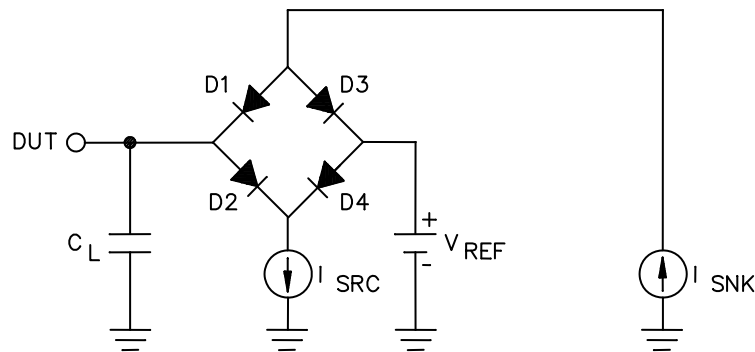 D1
D3
DUT
D2
D4
C L
+
V REF
-
I SRC
I SNK